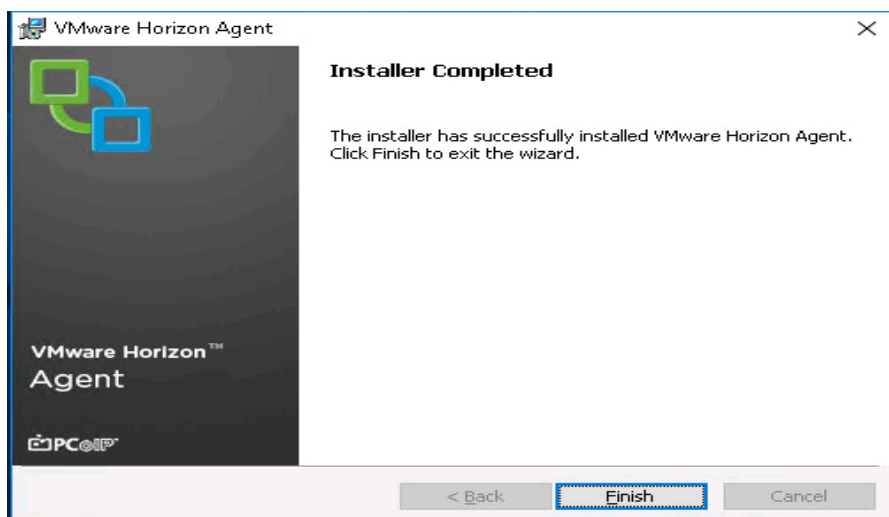 VMware Horizon Agent
Installer Completed
The installer has successfully installed VMware Horizon Agent.
Click Finish to exit the wizard.
VMware Horizon™
Agent
PCoIP
< Back
Finish
Cancel